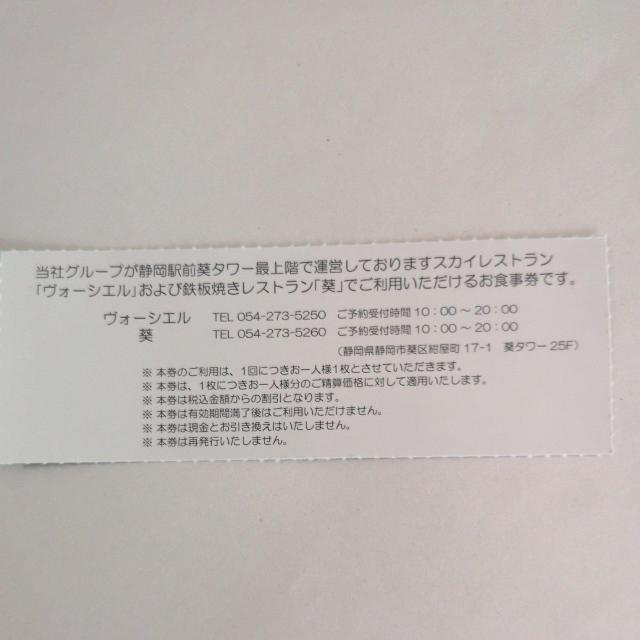 当社グループが静岡駅前葵タワー最上階で運営しておりますスカイレストラン
「ヴォーシエル」および鉄板焼きレストラン「葵」でご利用いただけるお食事券です。
ヴォーシエル TEL 054-273-5250 ご予約受付時間 10:00～20:00
葵 TEL 054-273-5260 ご予約受付時間 10:00～20:00
（静岡県静岡市葵区紺屋町17-1 葵タワー25F）
※ 本券のご利用は、1回につきお一人様1枚とさせていただきます。
※ 本券は、1枚につきお一人様分のご精算価格に対して適用いたします。
※ 本券は税込金額からの割引となります。
※ 本券は有効期間満了後はご利用いただけません。
※ 本券は現金とお引き換えはいたしません。
※ 本券は再発行いたしません。